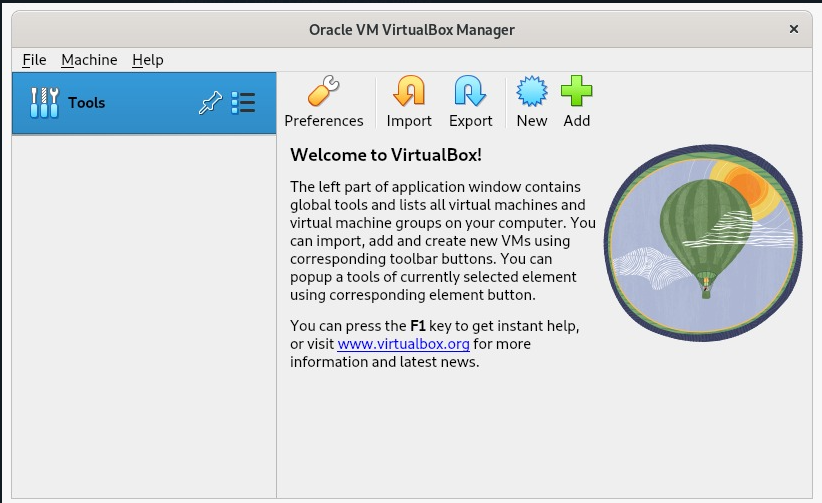 Oracle VM VirtualBox Manager
File Machine Help
Tools
Preferences Import Export New Add
Welcome to VirtualBox!
The left part of application window contains
global tools and lists all virtual machines and
virtual machine groups on your computer. You
can import, add and create new VMs using
corresponding toolbar buttons. You can
popup a tools of currently selected element
using corresponding element button.
You can press the F1 key to get instant help,
or visit www.virtualbox.org for more
information and latest news.